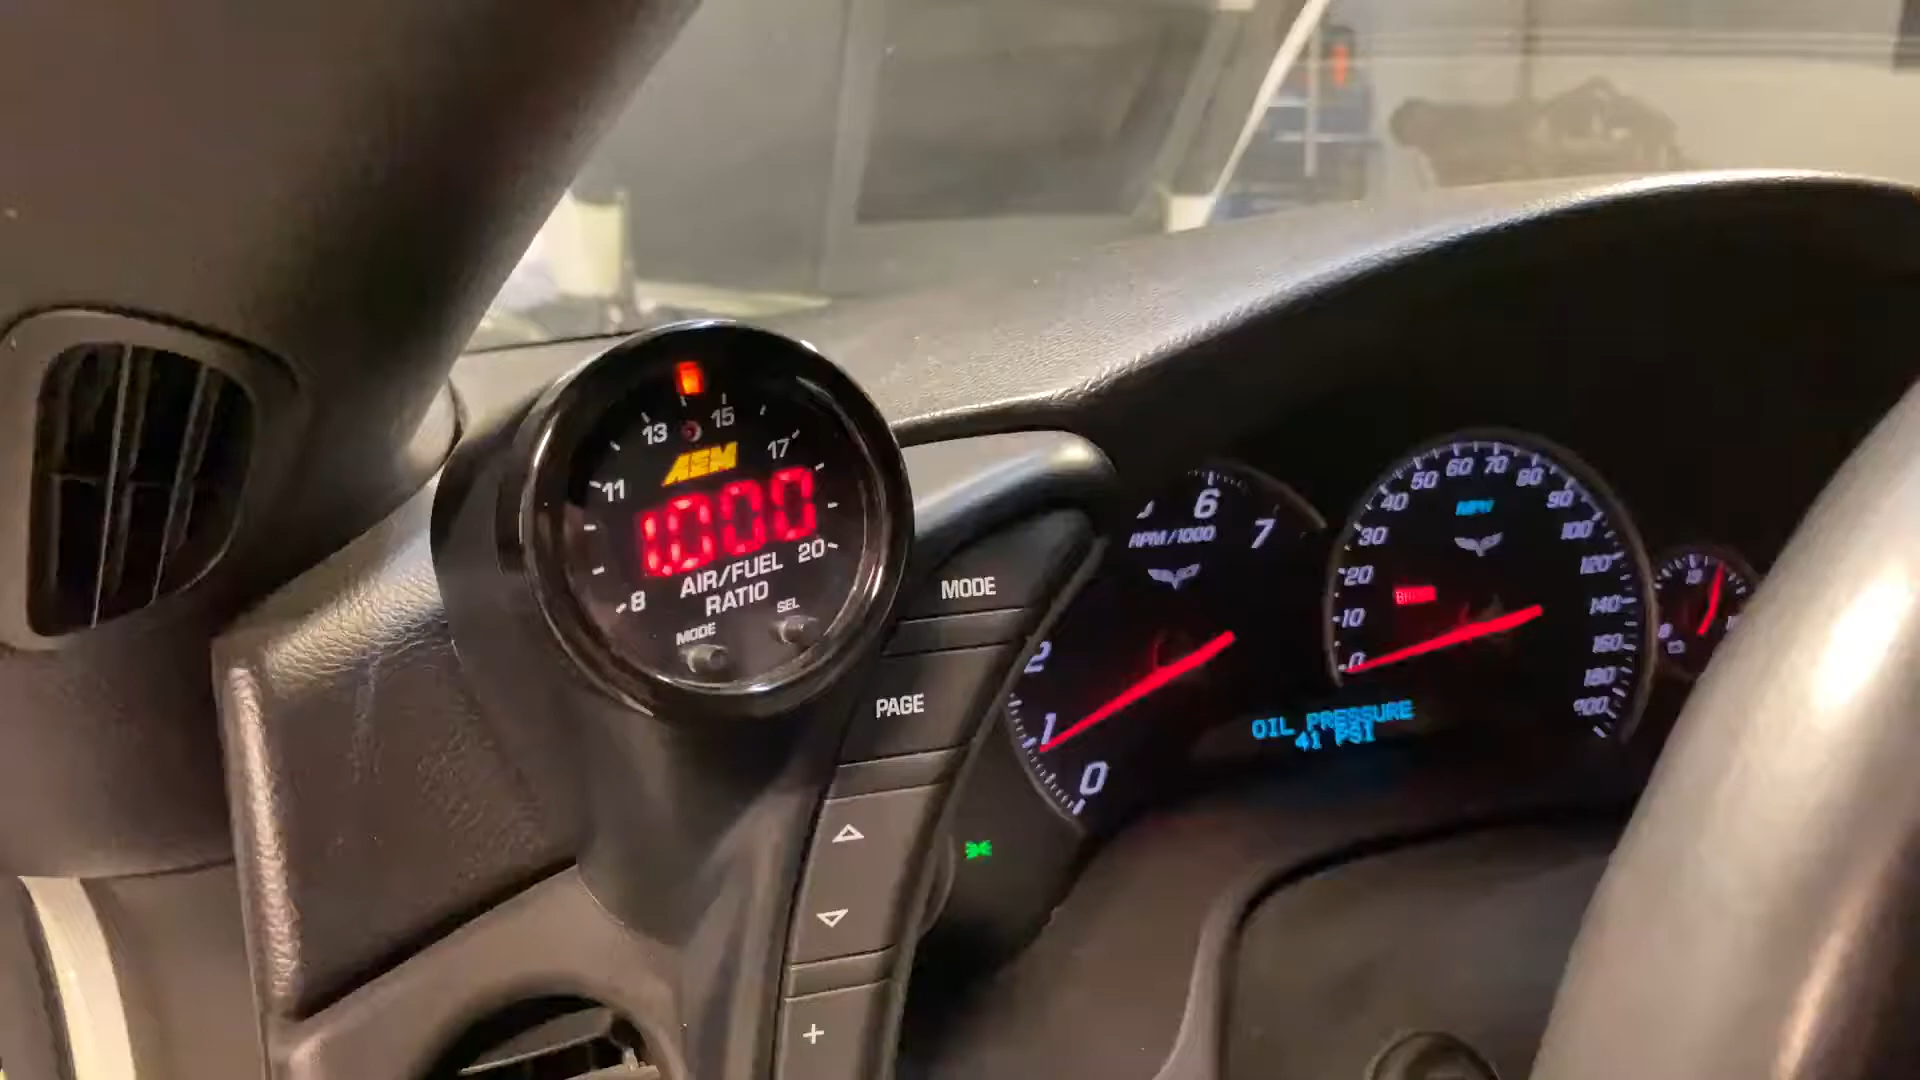 13
15
17
11
AEM
1.000
20
8
AIR/FUEL
RATIO
SEL
MODE
MODE
PAGE
+
6
7
RPM/1000
2
1
0
60
70
50
80
40
90
MPH
30
100
120
20
140
10
160
0
180
200
OIL PRESSURE
41 PSI